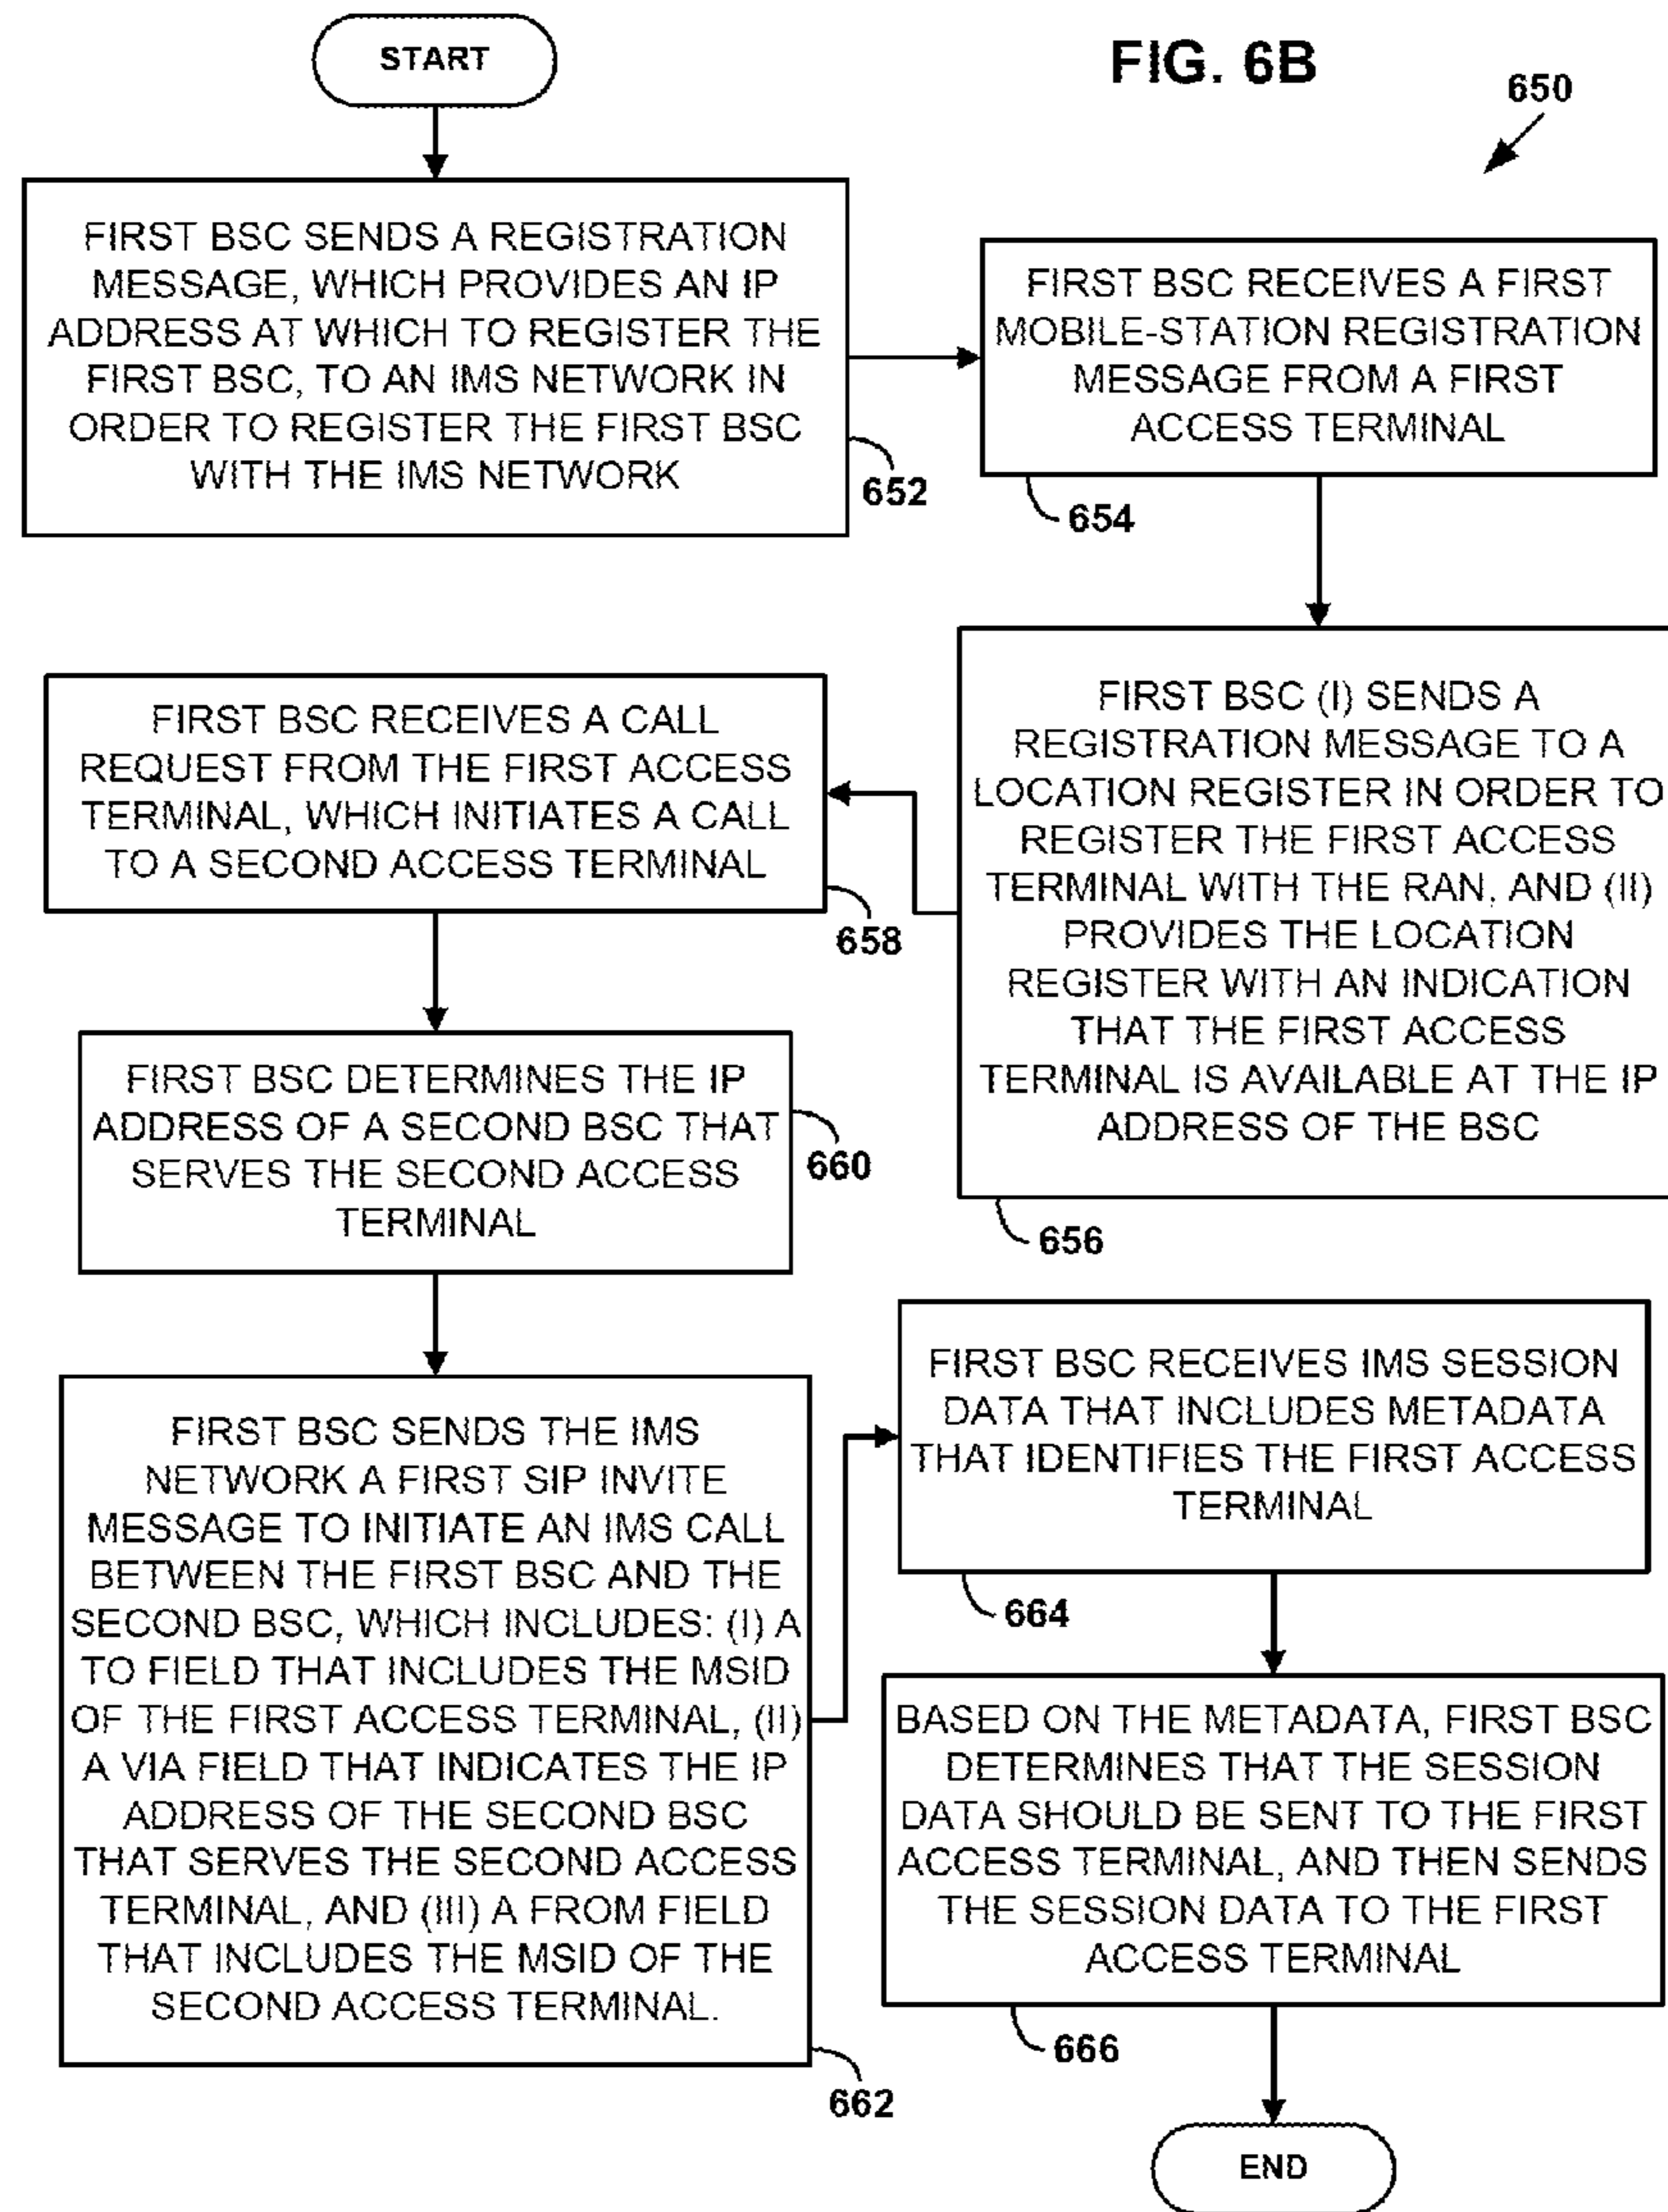 START
FIG. 6B
650
FIRST BSC SENDS A REGISTRATION
MESSAGE, WHICH PROVIDES AN IP
ADDRESS AT WHICH TO REGISTER THE
FIRST BSC, TO AN IMS NETWORK IN
ORDER TO REGISTER THE FIRST BSC
WITH THE IMS NETWORK
652
FIRST BSC RECEIVES A FIRST
MOBILE-STATION REGISTRATION
MESSAGE FROM A FIRST
ACCESS TERMINAL
654
FIRST BSC (I) SENDS A
REGISTRATION MESSAGE TO A
LOCATION REGISTER IN ORDER TO
REGISTER THE FIRST ACCESS
TERMINAL WITH THE RAN, AND (II)
PROVIDES THE LOCATION
REGISTER WITH AN INDICATION
THAT THE FIRST ACCESS
TERMINAL IS AVAILABLE AT THE IP
ADDRESS OF THE BSC
656
FIRST BSC RECEIVES A CALL
REQUEST FROM THE FIRST ACCESS
TERMINAL, WHICH INITIATES A CALL
TO A SECOND ACCESS TERMINAL
658
FIRST BSC DETERMINES THE IP
ADDRESS OF A SECOND BSC THAT
SERVES THE SECOND ACCESS
TERMINAL
660
FIRST BSC SENDS THE IMS
NETWORK A FIRST SIP INVITE
MESSAGE TO INITIATE AN IMS CALL
BETWEEN THE FIRST BSC AND THE
SECOND BSC, WHICH INCLUDES: (I) A
TO FIELD THAT INCLUDES THE MSID
OF THE FIRST ACCESS TERMINAL, (II)
A VIA FIELD THAT INDICATES THE IP
ADDRESS OF THE SECOND BSC
THAT SERVES THE SECOND ACCESS
TERMINAL, AND (III) A FROM FIELD
THAT INCLUDES THE MSID OF THE
SECOND ACCESS TERMINAL.
662
FIRST BSC RECEIVES IMS SESSION
DATA THAT INCLUDES METADATA
THAT IDENTIFIES THE FIRST ACCESS
TERMINAL
664
BASED ON THE METADATA, FIRST BSC
DETERMINES THAT THE SESSION
DATA SHOULD BE SENT TO THE FIRST
ACCESS TERMINAL, AND THEN SENDS
THE SESSION DATA TO THE FIRST
ACCESS TERMINAL
666
END